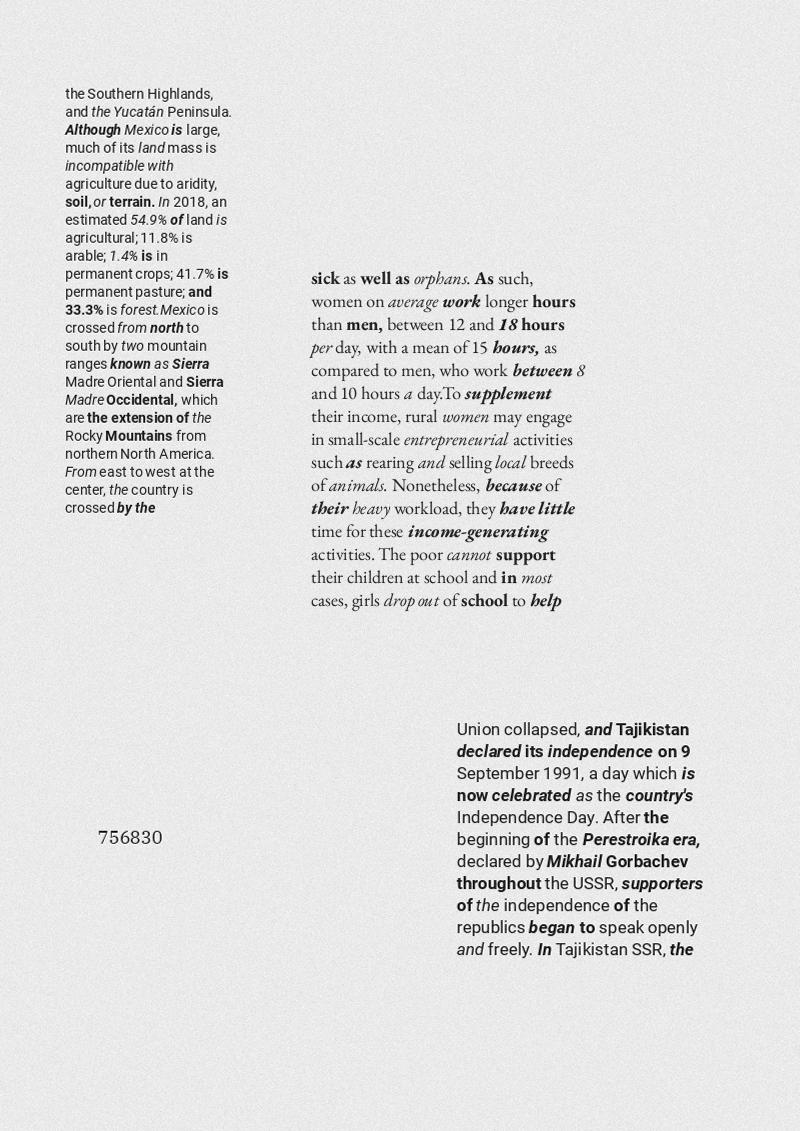 the Southern Highlands,
and the Yucatán Peninsula.
Although Mexico is large,
much of its land mass is
incompatible with
agriculture due to aridity,
soil, or terrain. In 2018, an
estimated 54.9% of land is
agricultural; 11.8% is
arable; 1.4% is in
permanent crops; 41.7% is
permanent pasture; and
33.3% is forest.Mexico is
crossed from north to
south by two mountain
ranges known as Sierra
Madre Oriental and Sierra
Madre Occidental, which
are the extension of the
Rocky Mountains from
northern North America.
From east to west at the
center, the country is
crossed by the
sick as well as orphans. As such,
women on average work longer hours
than men, between 12 and 18 hours
per day, with a mean of 15 hours, as
compared to men, who work between 8
and 10 hours a day.To supplement
their income, rural women may engage
in small-scale entrepreneurial activities
such as rearing and selling local breeds
of animals. Nonetheless, because of
their heavy workload, they have little
time for these income-generating
activities. The poor cannot support
their children at school and in most
cases, girls drop out of school to help
Union collapsed, and Tajikistan
declared its independence on 9
September 1991, a day which is
now celebrated as the country's
Independence Day. After the
beginning of the Perestroika era,
declared by Mikhail Gorbachev
throughout the USSR, supporters
of the independence of the
republics began to speak openly
and freely. In Tajikistan SSR, the
756830